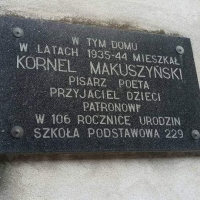 W TYM DOMU
W LATACH 1935-44 MIESZKAŁ
KORNEL MAKUSZYŃSKI
PISARZ POETA
PRZYJACIEL DZIECI
PATRONOWI
W 106 ROCZNICĘ URODZIN
SZKOŁA PODSTAWOWA 229